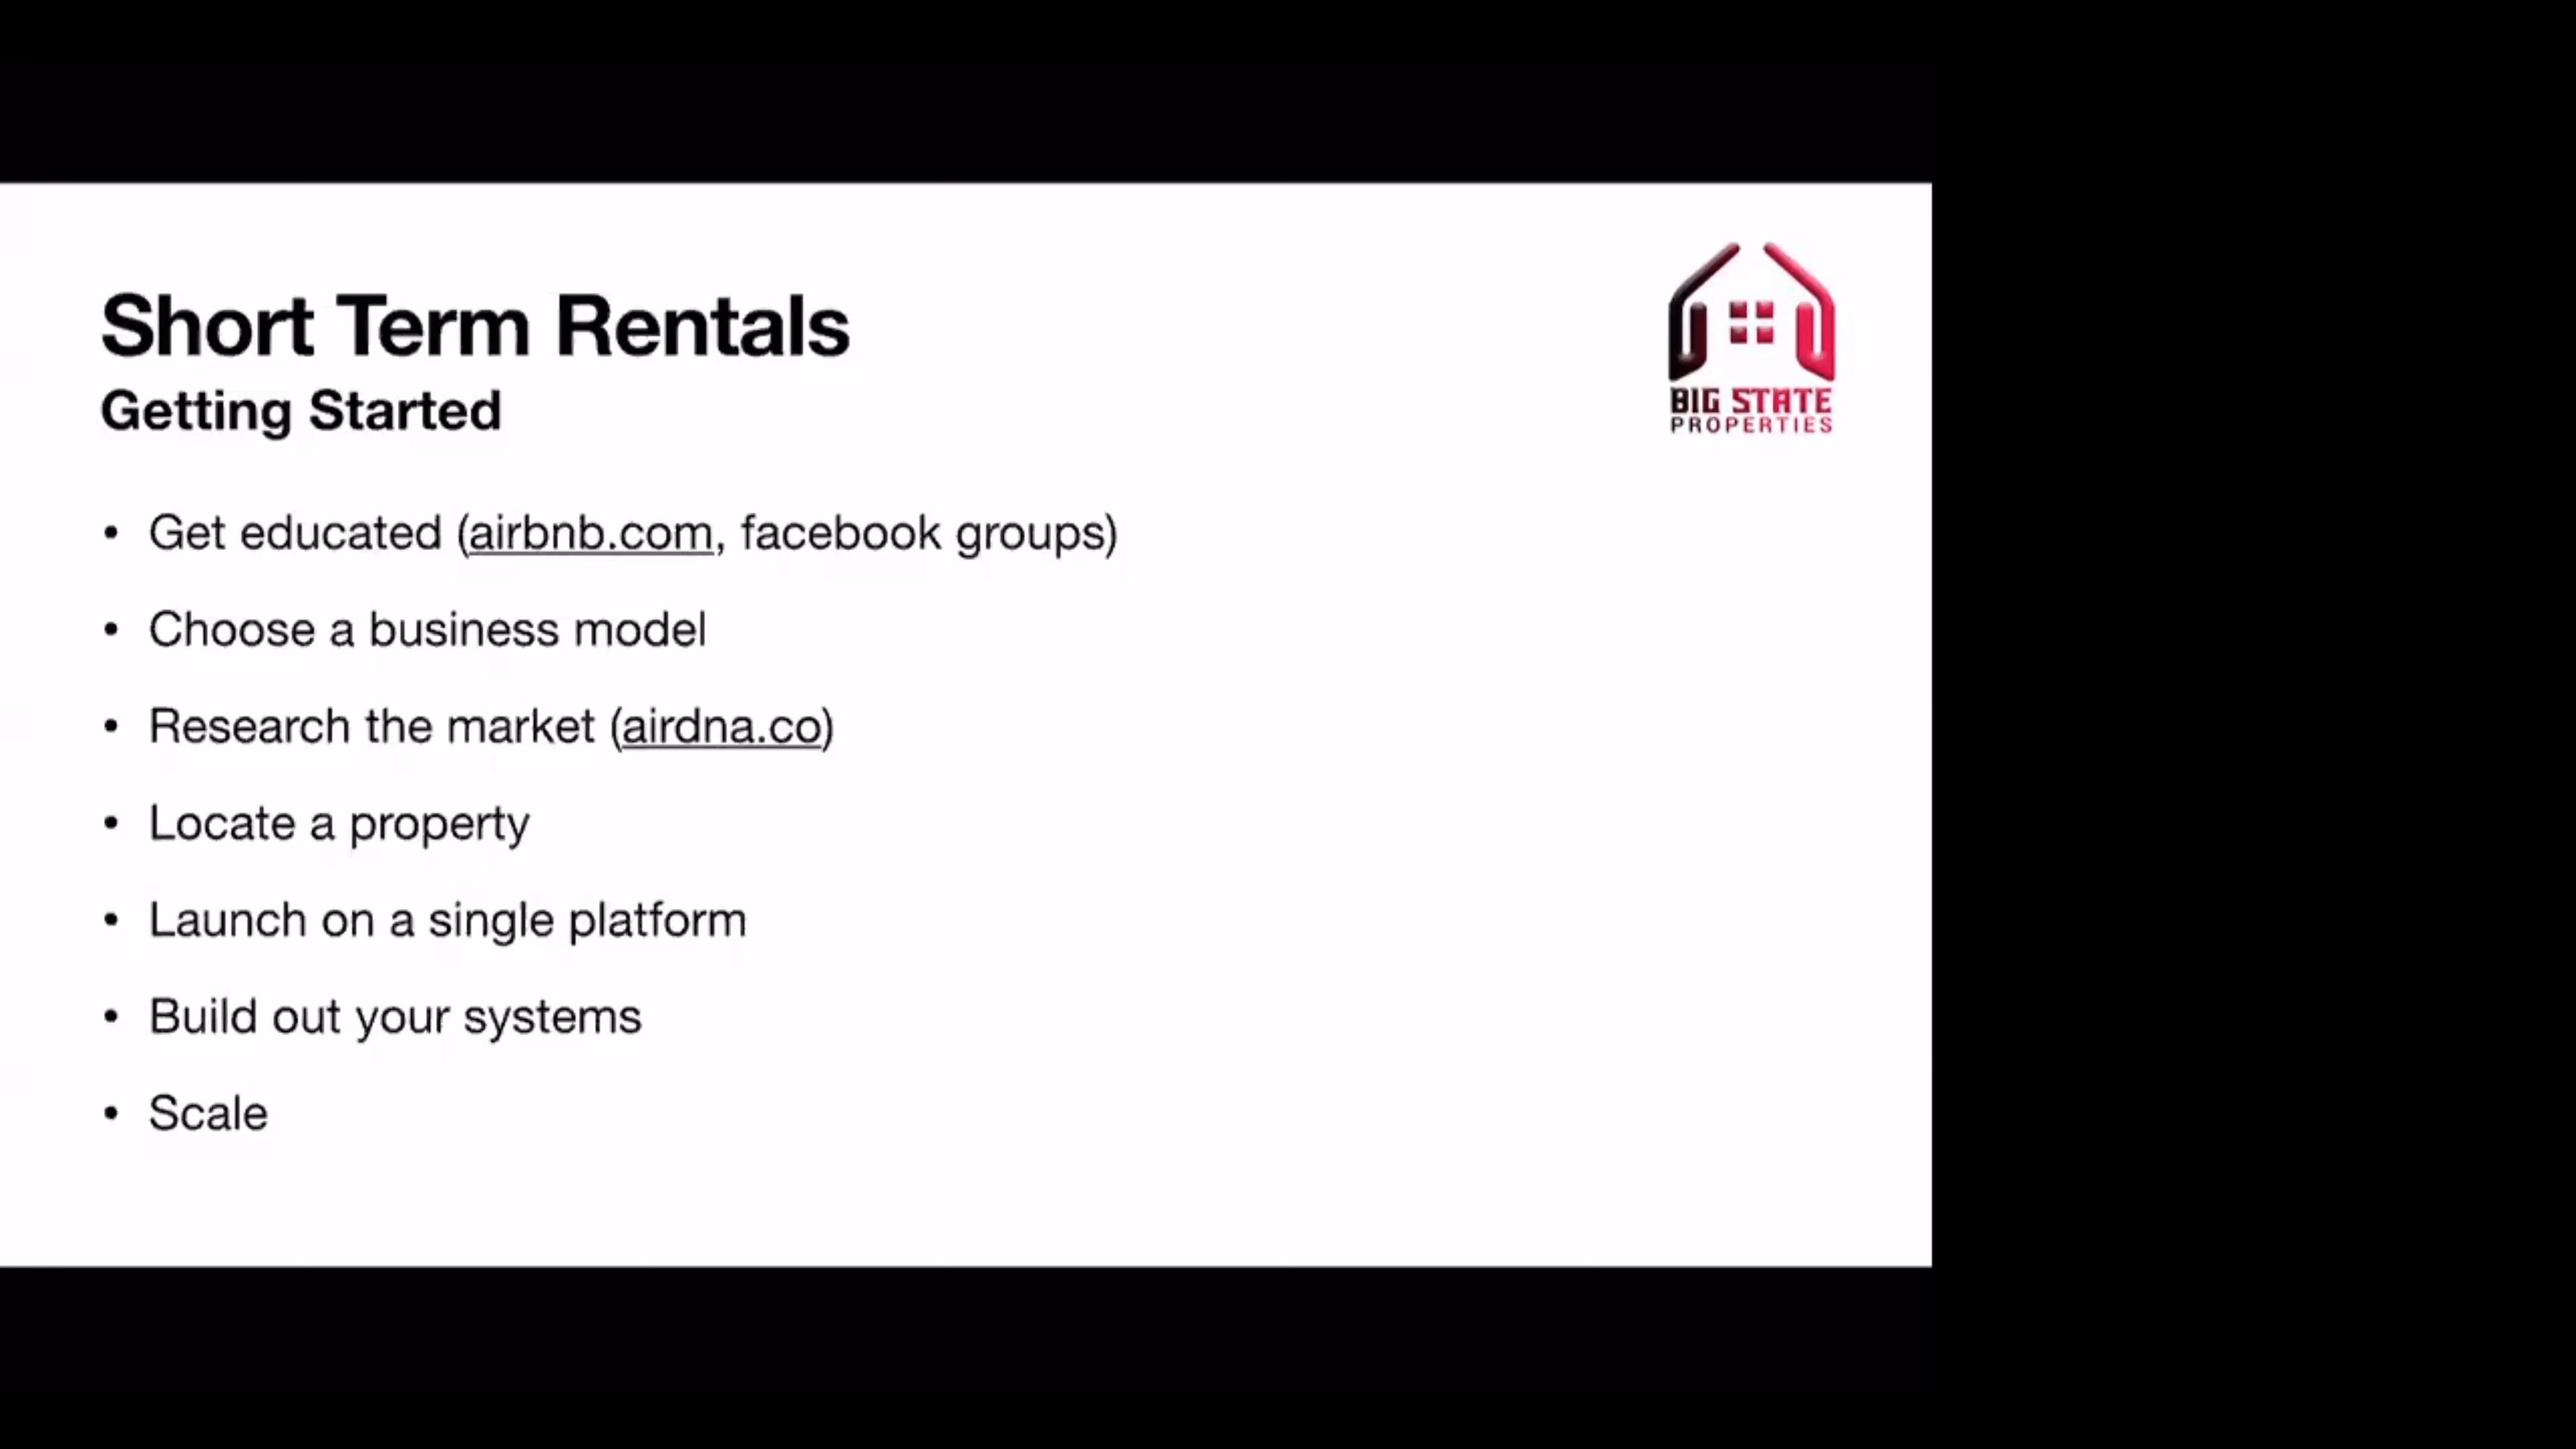 Short Term Rentals
Getting Started
BIG STATE
PROPERTIES
• Get educated (airbnb.com, facebook groups)
• Choose a business model
• Research the market (airdna.co)
• Locate a property
• Launch on a single platform
• Build out your systems
• Scale